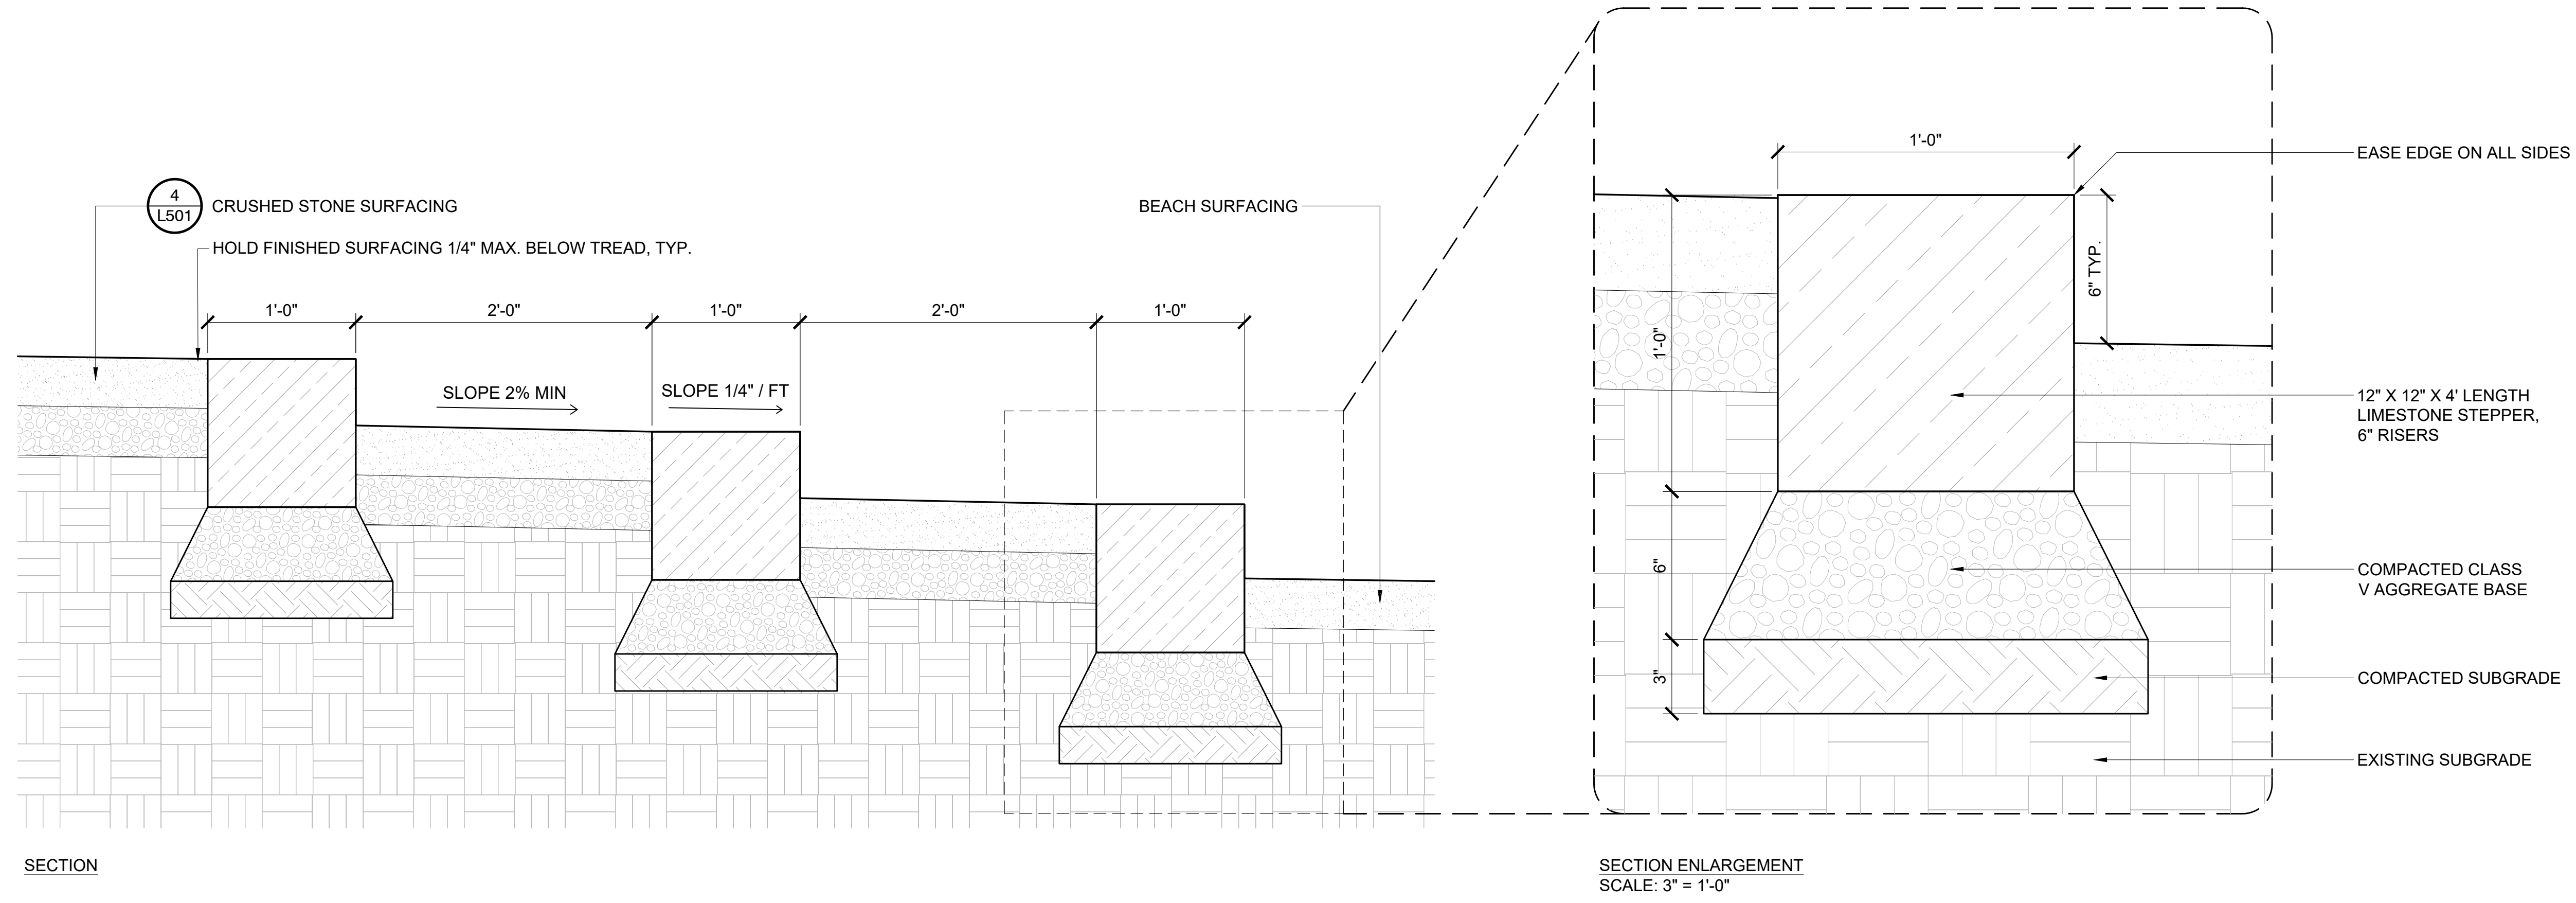 4
L501
CRUSHED STONE SURFACING
HOLD FINISHED SURFACING 1/4" MAX. BELOW TREAD, TYP.
BEACH SURFACING
1'-0"
2'-0"
1'-0"
2'-0"
1'-0"
SLOPE 2% MIN
SLOPE 1/4" / FT
SECTION
1'-0"
EASE EDGE ON ALL SIDES
6" TYP.
1'-0"
12" X 12" X 4' LENGTH
LIMESTONE STEPPER,
6" RISERS
6"
COMPACTED CLASS
V AGGREGATE BASE
3"
COMPACTED SUBGRADE
EXISTING SUBGRADE
SECTION ENLARGEMENT
SCALE: 3" = 1'-0"